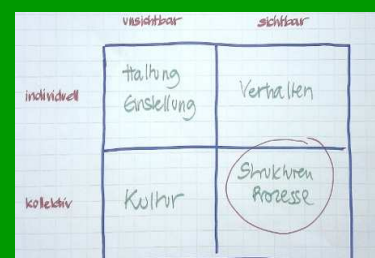 unsichtbar sichtbar
individuell
Haltung
Einstellung
Verhalten
kollektiv
Kultur
Strukturen
Prozesse